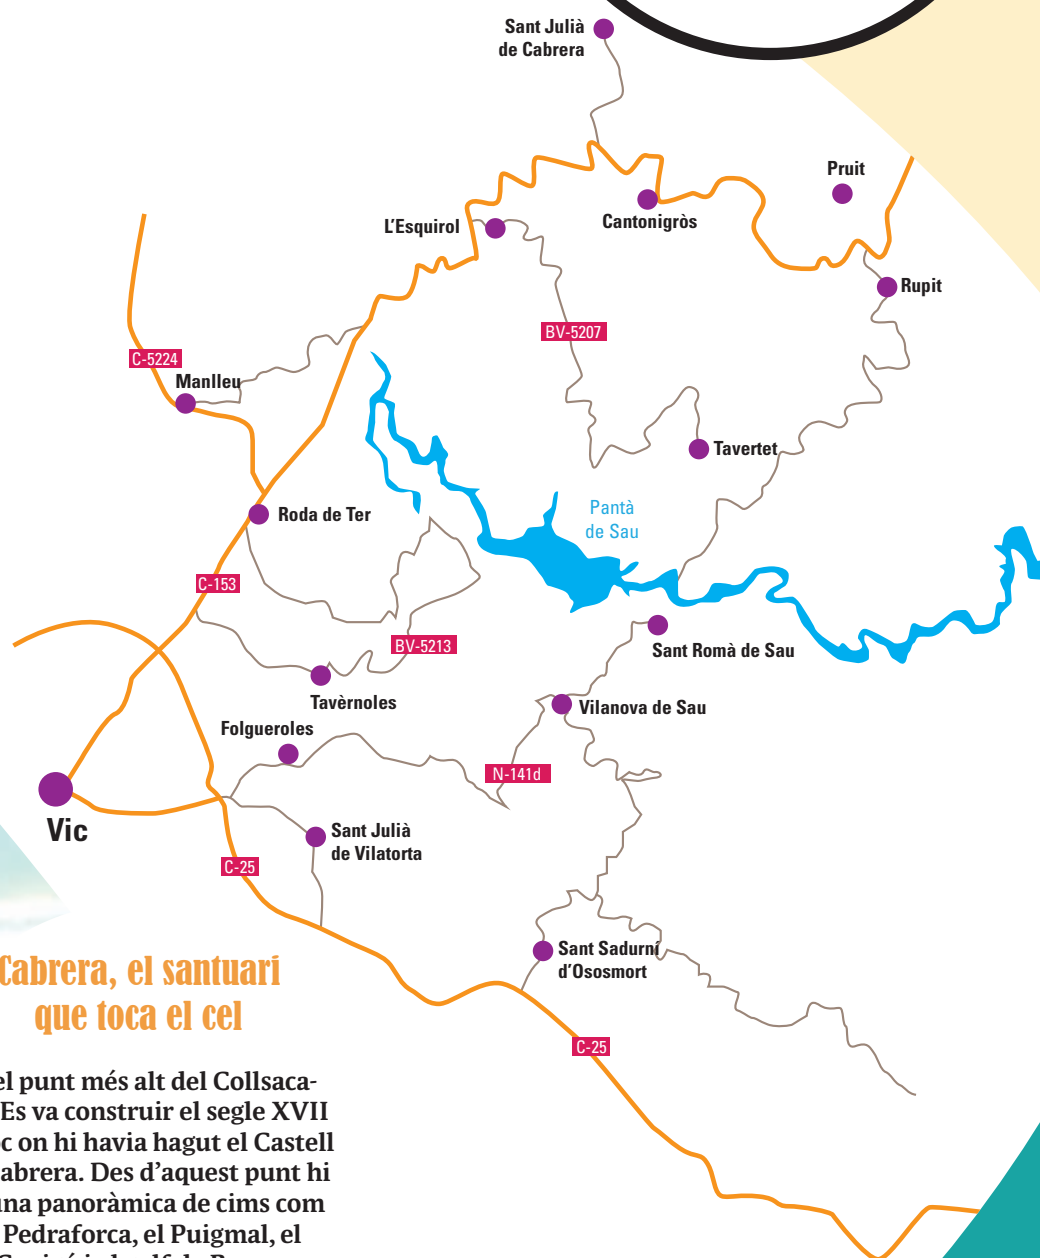 Sant Julià
de Cabrera
Pruit
Cantonigròs
L'Esquirol
Rupit
BV-5207
C-5224
Manlleu
Tavertet
Pantà
de Sau
Roda de Ter
C-153
BV-5213
Sant Romà de Sau
Tavèrnoles
Vilanova de Sau
Folgueroles
N-141d
Vic
Sant Julià
de Vilatorta
C-25
Sant Sadurní
d'Ososmort
C-25
Cabrera, el santuari
que toca el cel
el punt més alt del Collsaca-
Es va construir el segle XVII
on hi havia hagut el Castell
abrera. Des d'aquest punt hi
una panoràmica de cims com
Pedraforca, el Puigmal, el